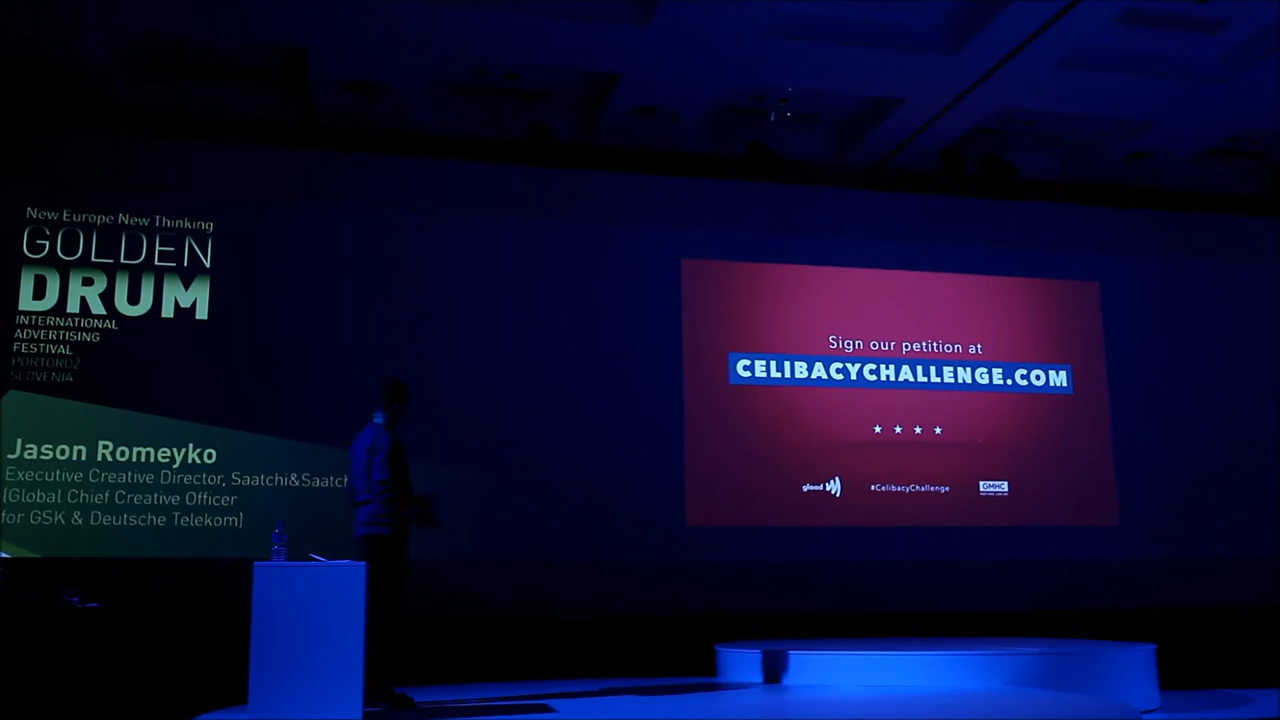 New Europe New Thinking
GOLDEN
DRUM
INTERNATIONAL
ADVERTISING
FESTIVAL
PORTOROŽ
SLOVENIA
Jason Romeyko
Executive Creative Director, Saatchi&Saatch
(Global Chief Creative Officer
for GSK & Deutsche Telekom)
Sign our petition at
CELIBACYCHALLENGE.COM
glaad
#CelibacyChallenge
GMHC